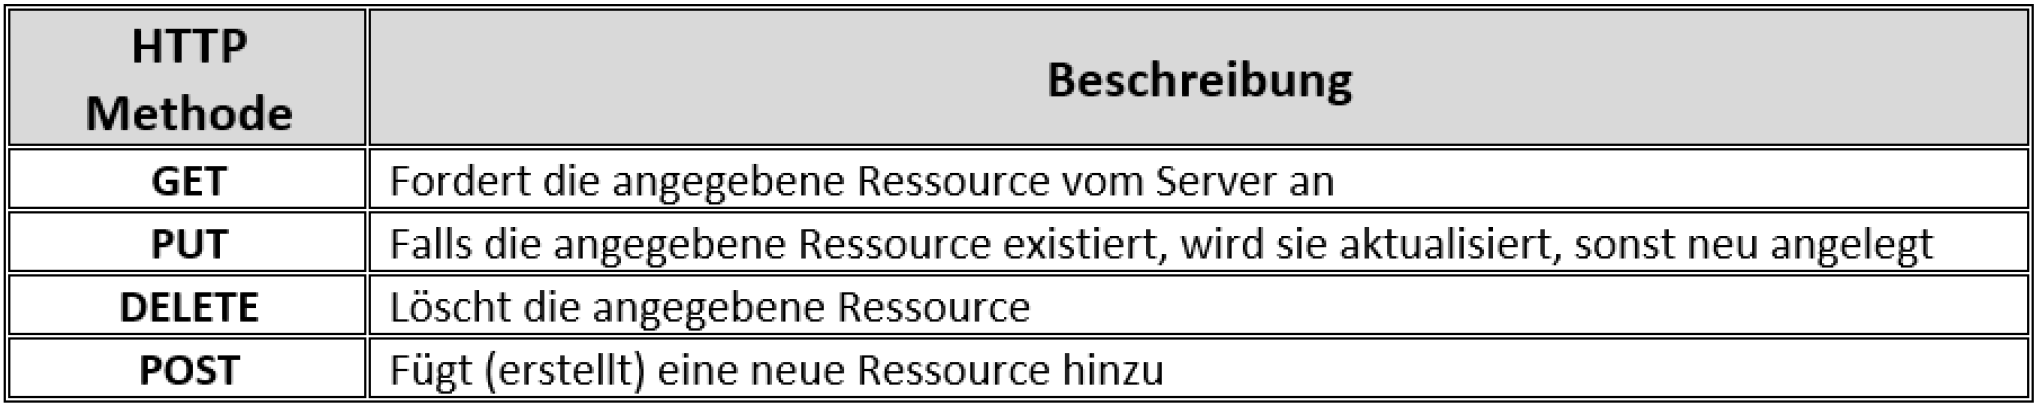 HTTP
Methode
Beschreibung
GET Fordert die angegebene Ressource vom Server an
PUT Falls die angegebene Ressource existiert, wird sie aktualisiert, sonst neu angelegt
DELETE Löscht die angegebene Ressource
POST Fügt (erstellt) eine neue Ressource hinzu